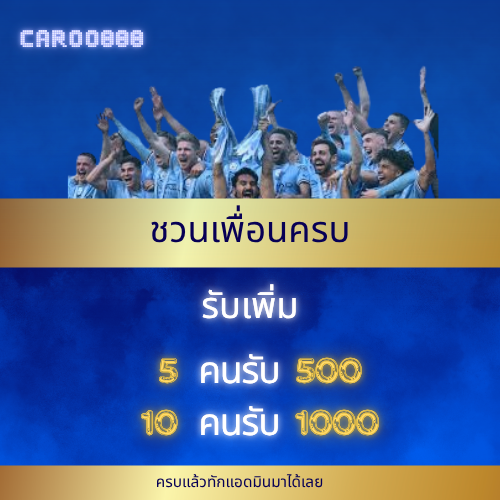 CAROO888
ชวนเพื่อนครบ
รับเพิ่ม
5 คนรับ 500
10 คนรับ 1000
ครบแล้วทักแอดมินมาได้เลย